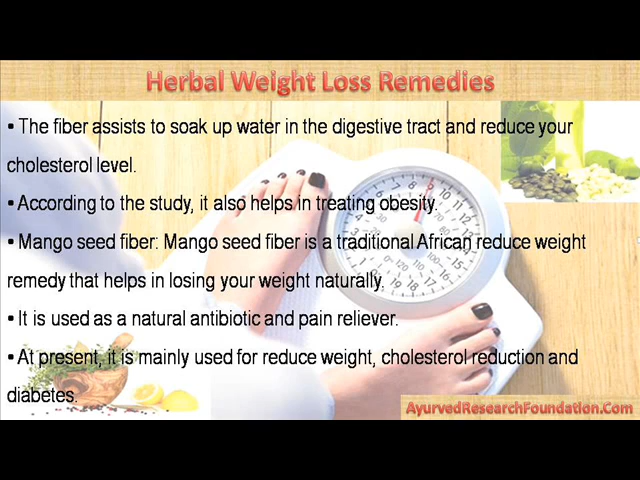 Herbal Weight Loss Remedies
• The fiber assists to soak up water in the digestive tract and reduce your
cholesterol level.
• According to the study, it also helps in treating obesity.
• Mango seed fiber: Mango seed fiber is a traditional African reduce weight
remedy that helps in losing your weight naturally.
• It is used as a natural antibiotic and pain reliever.
• At present, it is mainly used for reduce weight, cholesterol reduction and
diabetes.
AyurvedResearchFoundation.Com